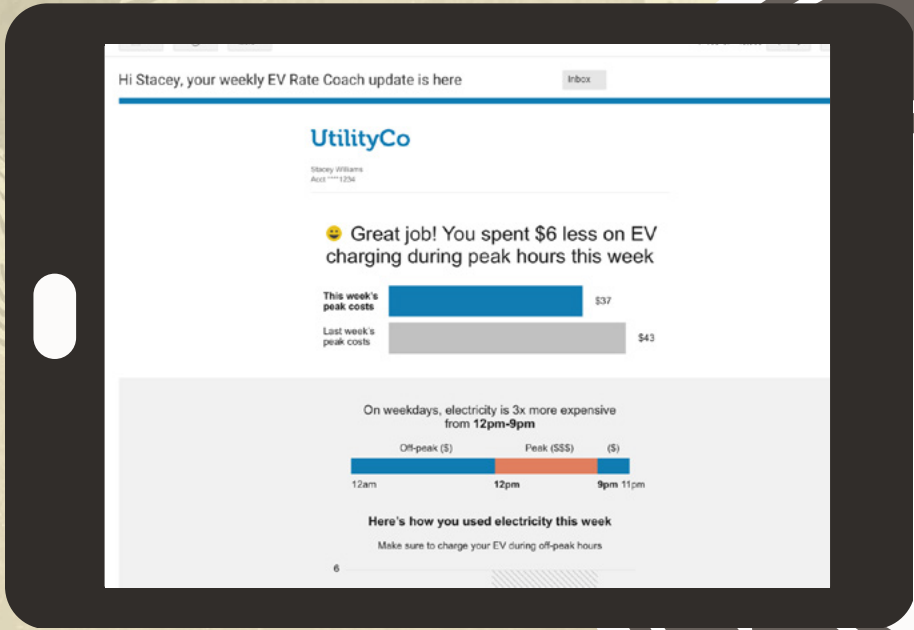 Hi Stacey, your weekly EV Rate Coach update is here
Inbox
UtilityCo
Stacey Williams
Acct ****1234
😀 Great job! You spent $6 less on EV
charging during peak hours this week
This week's
peak costs
$37
Last week's
peak costs
$43
On weekdays, electricity is 3x more expensive
from 12pm-9pm
Off-peak ($) Peak ($$$) ($)
12am 12pm 9pm 11pm
Here's how you used electricity this week
Make sure to charge your EV during off-peak hours
6